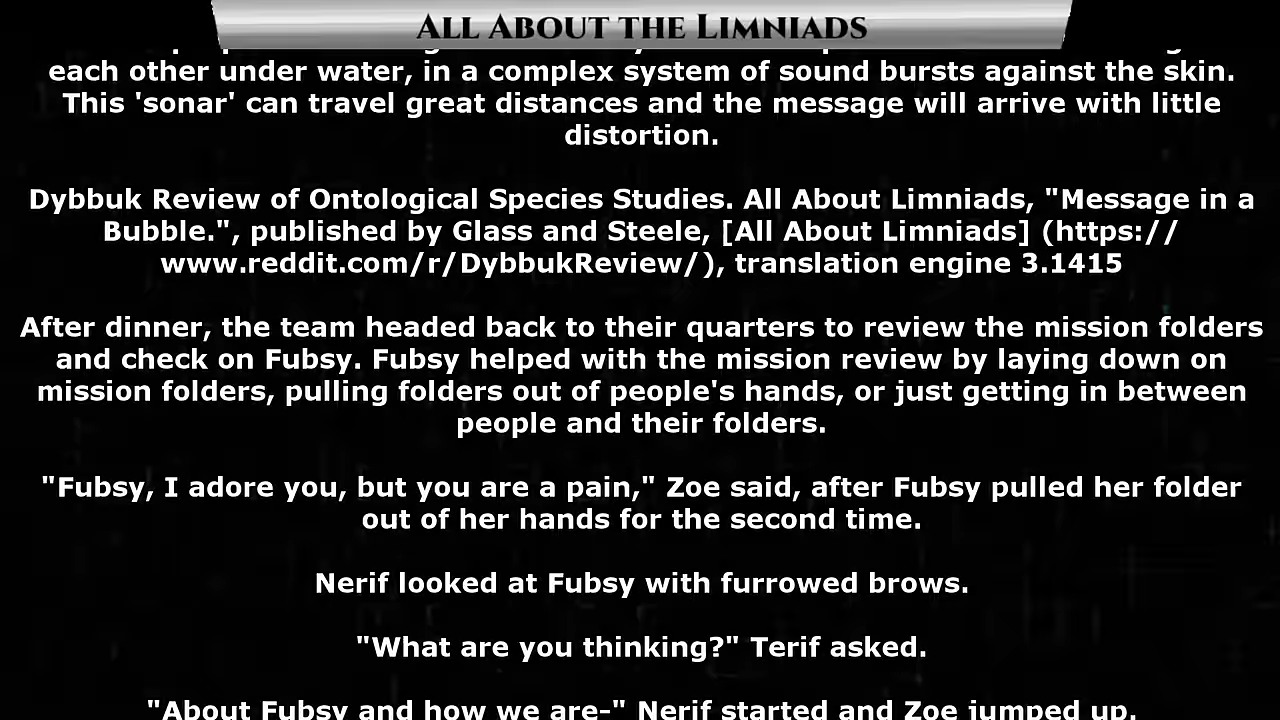 All About the Limniads
each other under water, in a complex system of sound bursts against the skin.
This 'sonar' can travel great distances and the message will arrive with little
distortion.
Dybbuk Review of Ontological Species Studies. All About Limniads, "Message in a
Bubble.", published by Glass and Steele, [All About Limniads] (https://
www.reddit.com/r/DybbukReview/), translation engine 3.1415
After dinner, the team headed back to their quarters to review the mission folders
and check on Fubsy. Fubsy helped with the mission review by laying down on
mission folders, pulling folders out of people's hands, or just getting in between
people and their folders.
"Fubsy, I adore you, but you are a pain," Zoe said, after Fubsy pulled her folder
out of her hands for the second time.
Nerif looked at Fubsy with furrowed brows.
"What are you thinking?" Terif asked.
"About Fubsy and how we are-" Nerif started and Zoe jumped up.